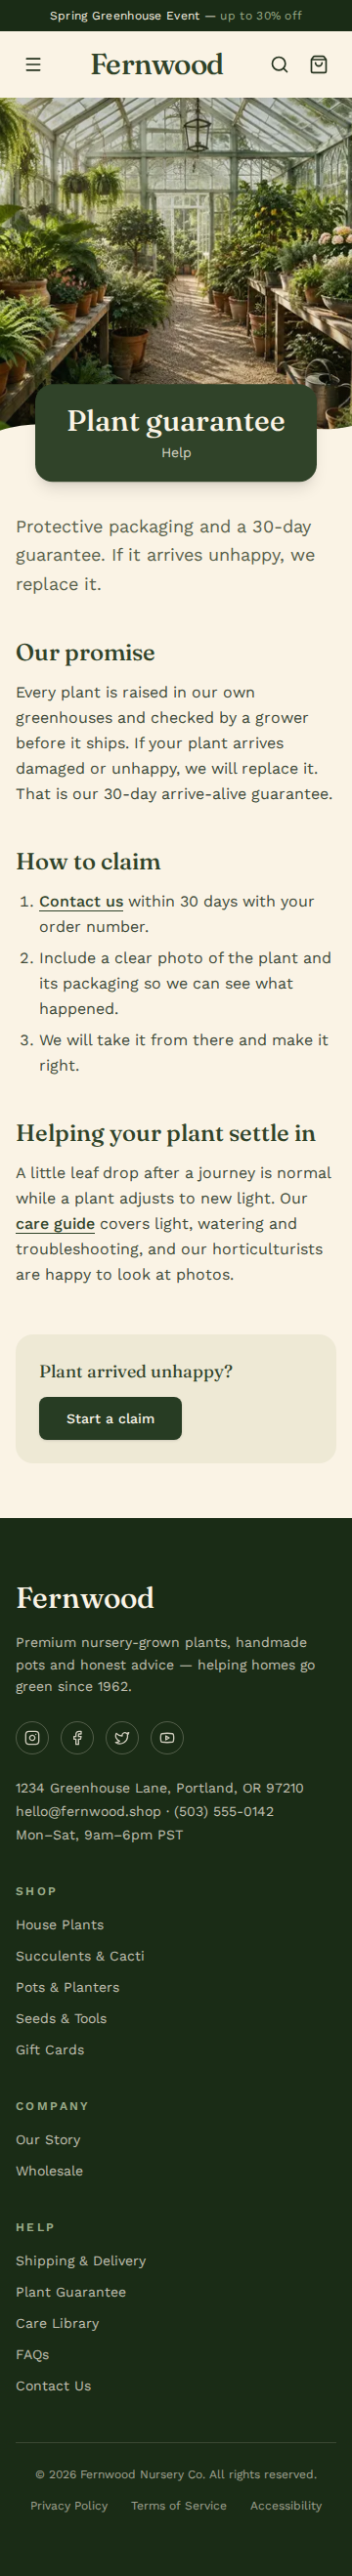 Spring Greenhouse Event — up to 30% off
Fernwood
Plant guarantee
Help
Protective packaging and a 30-day
guarantee. If it arrives unhappy, we
replace it.
Our promise
Every plant is raised in our own
greenhouses and checked by a grower
before it ships. If your plant arrives
damaged or unhappy, we will replace it.
That is our 30-day arrive-alive guarantee.
How to claim
1. Contact us within 30 days with your
order number.
2. Include a clear photo of the plant and
its packaging so we can see what
happened.
3. We will take it from there and make it
right.
Helping your plant settle in
A little leaf drop after a journey is normal
while a plant adjusts to new light. Our
care guide covers light, watering and
troubleshooting, and our horticulturists
are happy to look at photos.
Plant arrived unhappy?
Start a claim
Fernwood
Premium nursery-grown plants, handmade
pots and honest advice — helping homes go
green since 1962.
1234 Greenhouse Lane, Portland, OR 97210
hello@fernwood.shop · (503) 555-0142
Mon–Sat, 9am–6pm PST
SHOP
House Plants
Succulents & Cacti
Pots & Planters
Seeds & Tools
Gift Cards
COMPANY
Our Story
Wholesale
HELP
Shipping & Delivery
Plant Guarantee
Care Library
FAQs
Contact Us
© 2026 Fernwood Nursery Co. All rights reserved.
Privacy Policy Terms of Service Accessibility